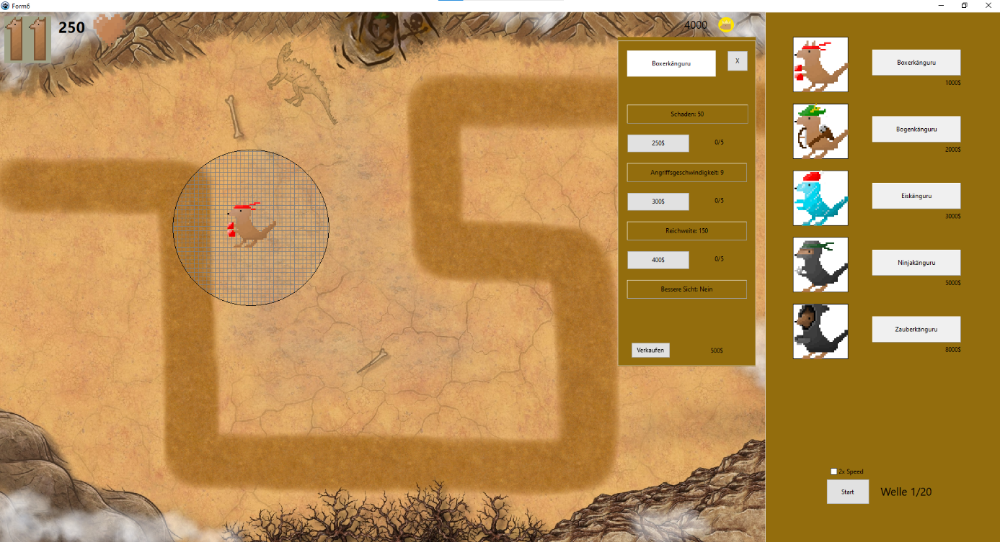 Form6
250
4000
Boxerkänguru
X
Schaden: 50
250$
0/5
Angriffsgeschwindigkeit: 9
300$
0/5
Reichweite: 150
400$
0/5
Bessere Sicht: Nein
Verkaufen
500$
Boxerkänguru
1000$
Bogenkänguru
2000$
Eiskänguru
3000$
Ninjakänguru
5000$
Zauberkänguru
8000$
2x Speed
Start
Welle 1/20